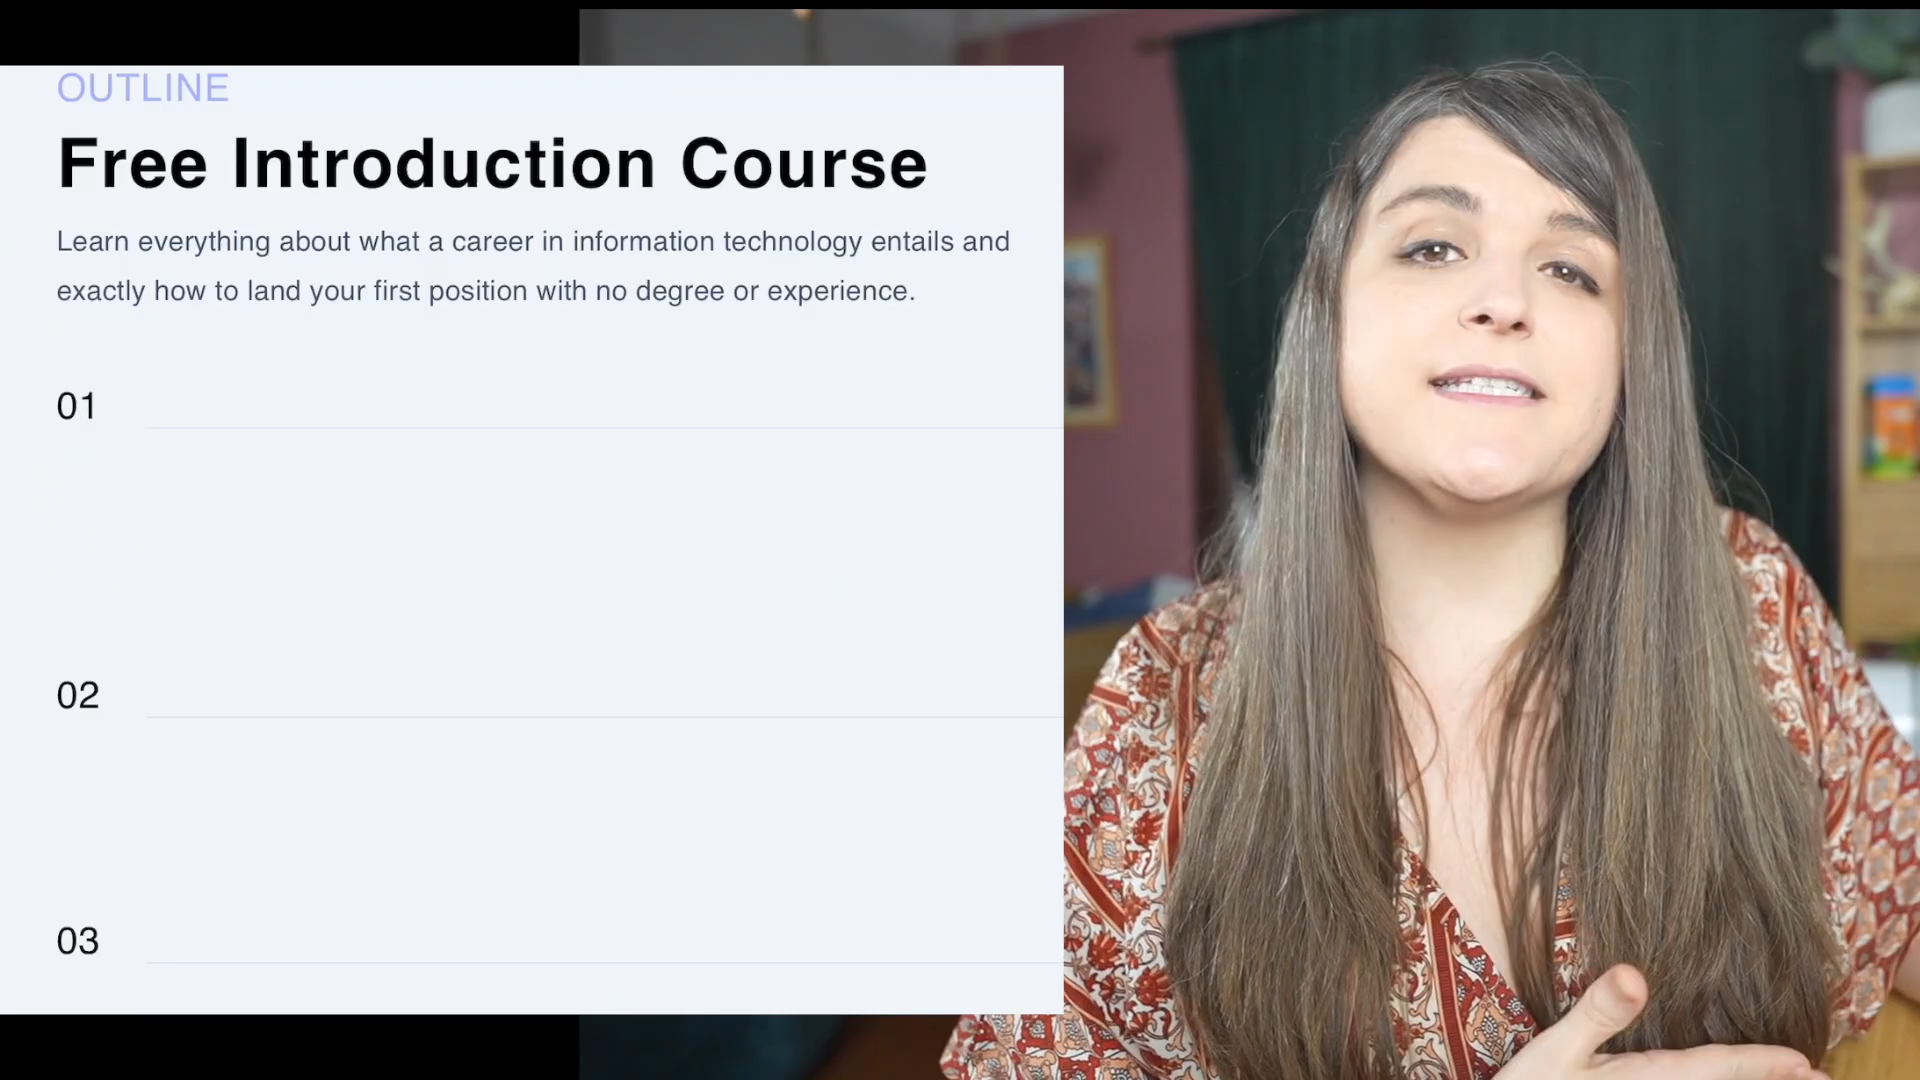 OUTLINE
Free Introduction Course
Learn everything about what a career in information technology entails and
exactly how to land your first position with no degree or experience.
01
02
03